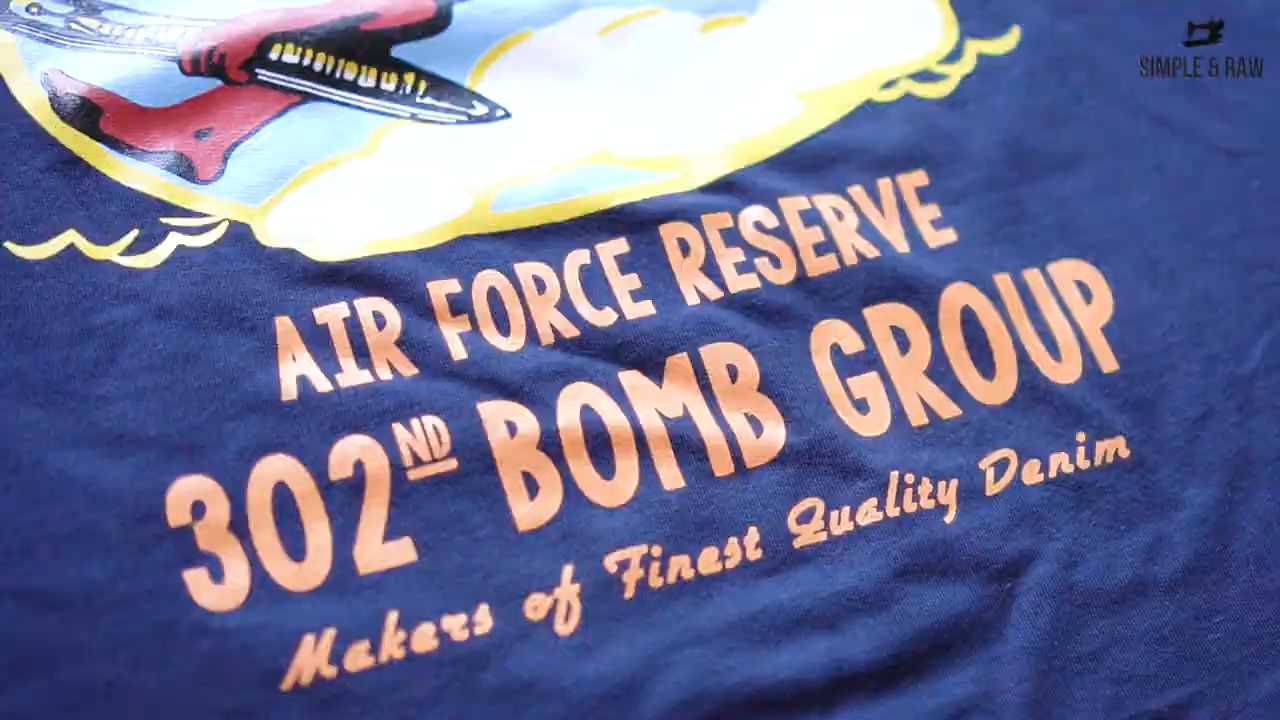 SIMPLE & RAW
AIR FORCE RESERVE
302ND BOMB GROUP
Makers of Finest Quality Denim